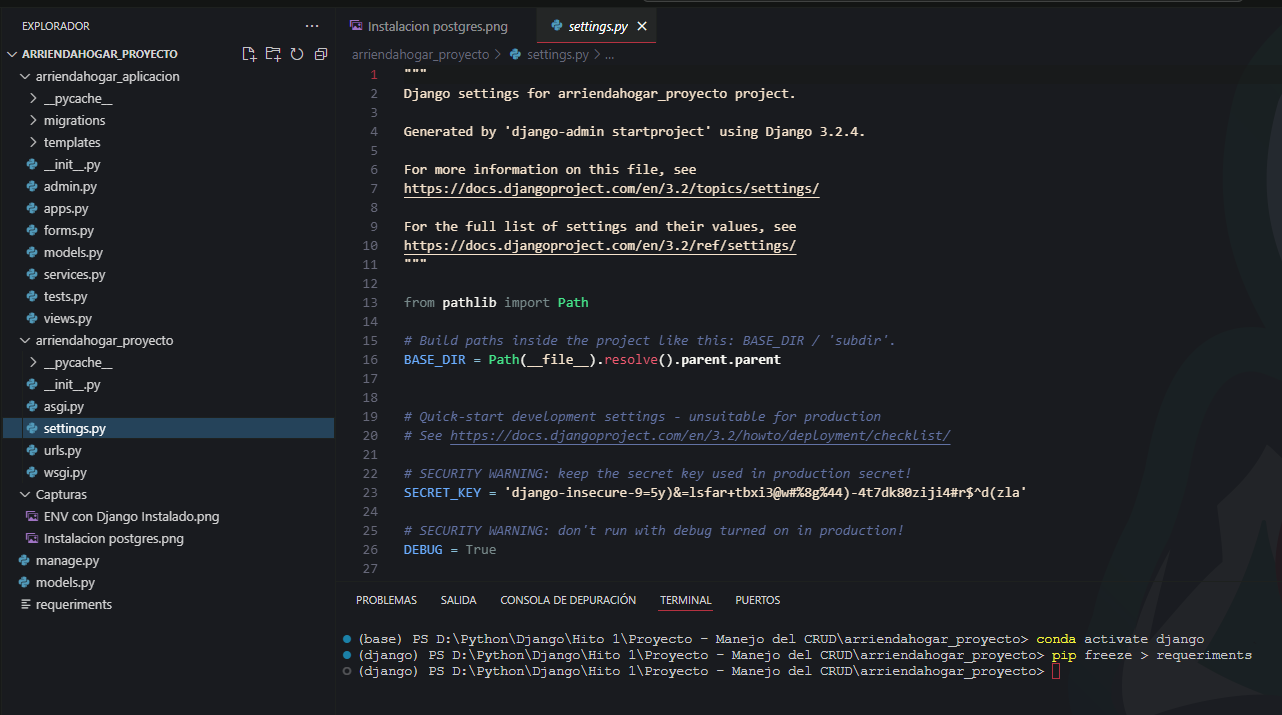 EXPLORADOR
ARRIENDAHOGAR_PROYECTO
arriendahogar_aplicacion
__pycache__
migrations
templates
__init__.py
admin.py
apps.py
forms.py
models.py
services.py
tests.py
views.py
arriendahogar_proyecto
__pycache__
__init__.py
asgi.py
settings.py
urls.py
wsgi.py
Capturas
ENV con Django Instalado.png
Instalacion postgres.png
manage.py
models.py
requeriments
Instalacion postgres.png
settings.py
arriendahogar_proyecto > settings.py > ...
1 """
2 Django settings for arriendahogar_proyecto project.
3
4 Generated by 'django-admin startproject' using Django 3.2.4.
5
6 For more information on this file, see
7 https://docs.djangoproject.com/en/3.2/topics/settings/
8
9 For the full list of settings and their values, see
10 https://docs.djangoproject.com/en/3.2/ref/settings/
11 """
12
13 from pathlib import Path
14
15 # Build paths inside the project like this: BASE_DIR / 'subdir'.
16 BASE_DIR = Path(__file__).resolve().parent.parent
17
18
19 # Quick-start development settings - unsuitable for production
20 # See https://docs.djangoproject.com/en/3.2/howto/deployment/checklist/
21
22 # SECURITY WARNING: keep the secret key used in production secret!
23 SECRET_KEY = 'django-insecure-9=5y)&=lsfar+tbxi3@w#%8g%44)-4t7dk80ziji4#r$^d(zla'
24
25 # SECURITY WARNING: don't run with debug turned on in production!
26 DEBUG = True
27
PROBLEMAS SALIDA CONSOLA DE DEPURACIÓN TERMINAL PUERTOS
(base) PS D:\Python\Django\Hito 1\Proyecto - Manejo del CRUD\arriendahogar_proyecto> conda activate django
(django) PS D:\Python\Django\Hito 1\Proyecto - Manejo del CRUD\arriendahogar_proyecto> pip freeze > requeriments
(django) PS D:\Python\Django\Hito 1\Proyecto - Manejo del CRUD\arriendahogar_proyecto>